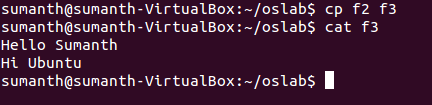 sumanth@sumanth-VirtualBox:~/oslab$ cp f2 f3
sumanth@sumanth-VirtualBox:~/oslab$ cat f3
Hello Sumanth
Hi Ubuntu
sumanth@sumanth-VirtualBox:~/oslab$